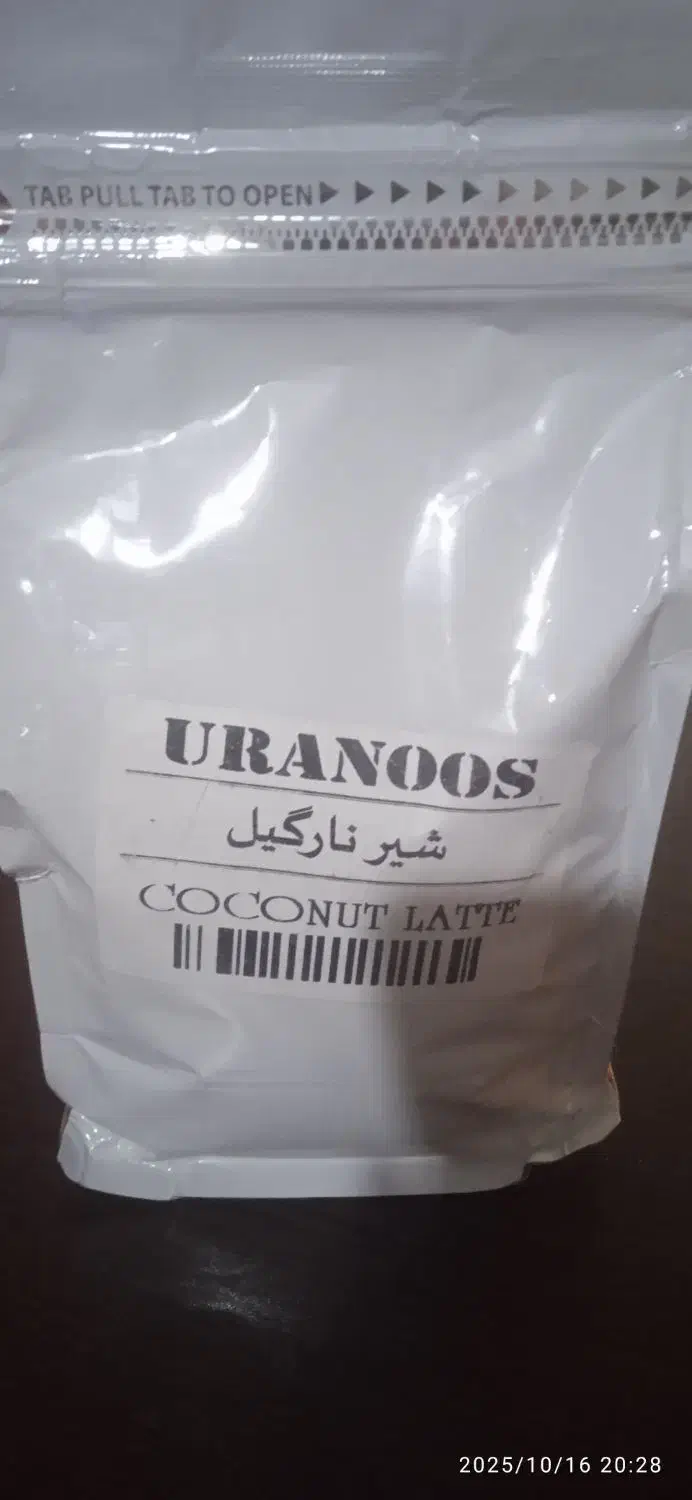 TAB PULL TAB TO OPEN
URANOOS
شیر نارگیل
COCONUT LATTE
2025/10/16 20:28